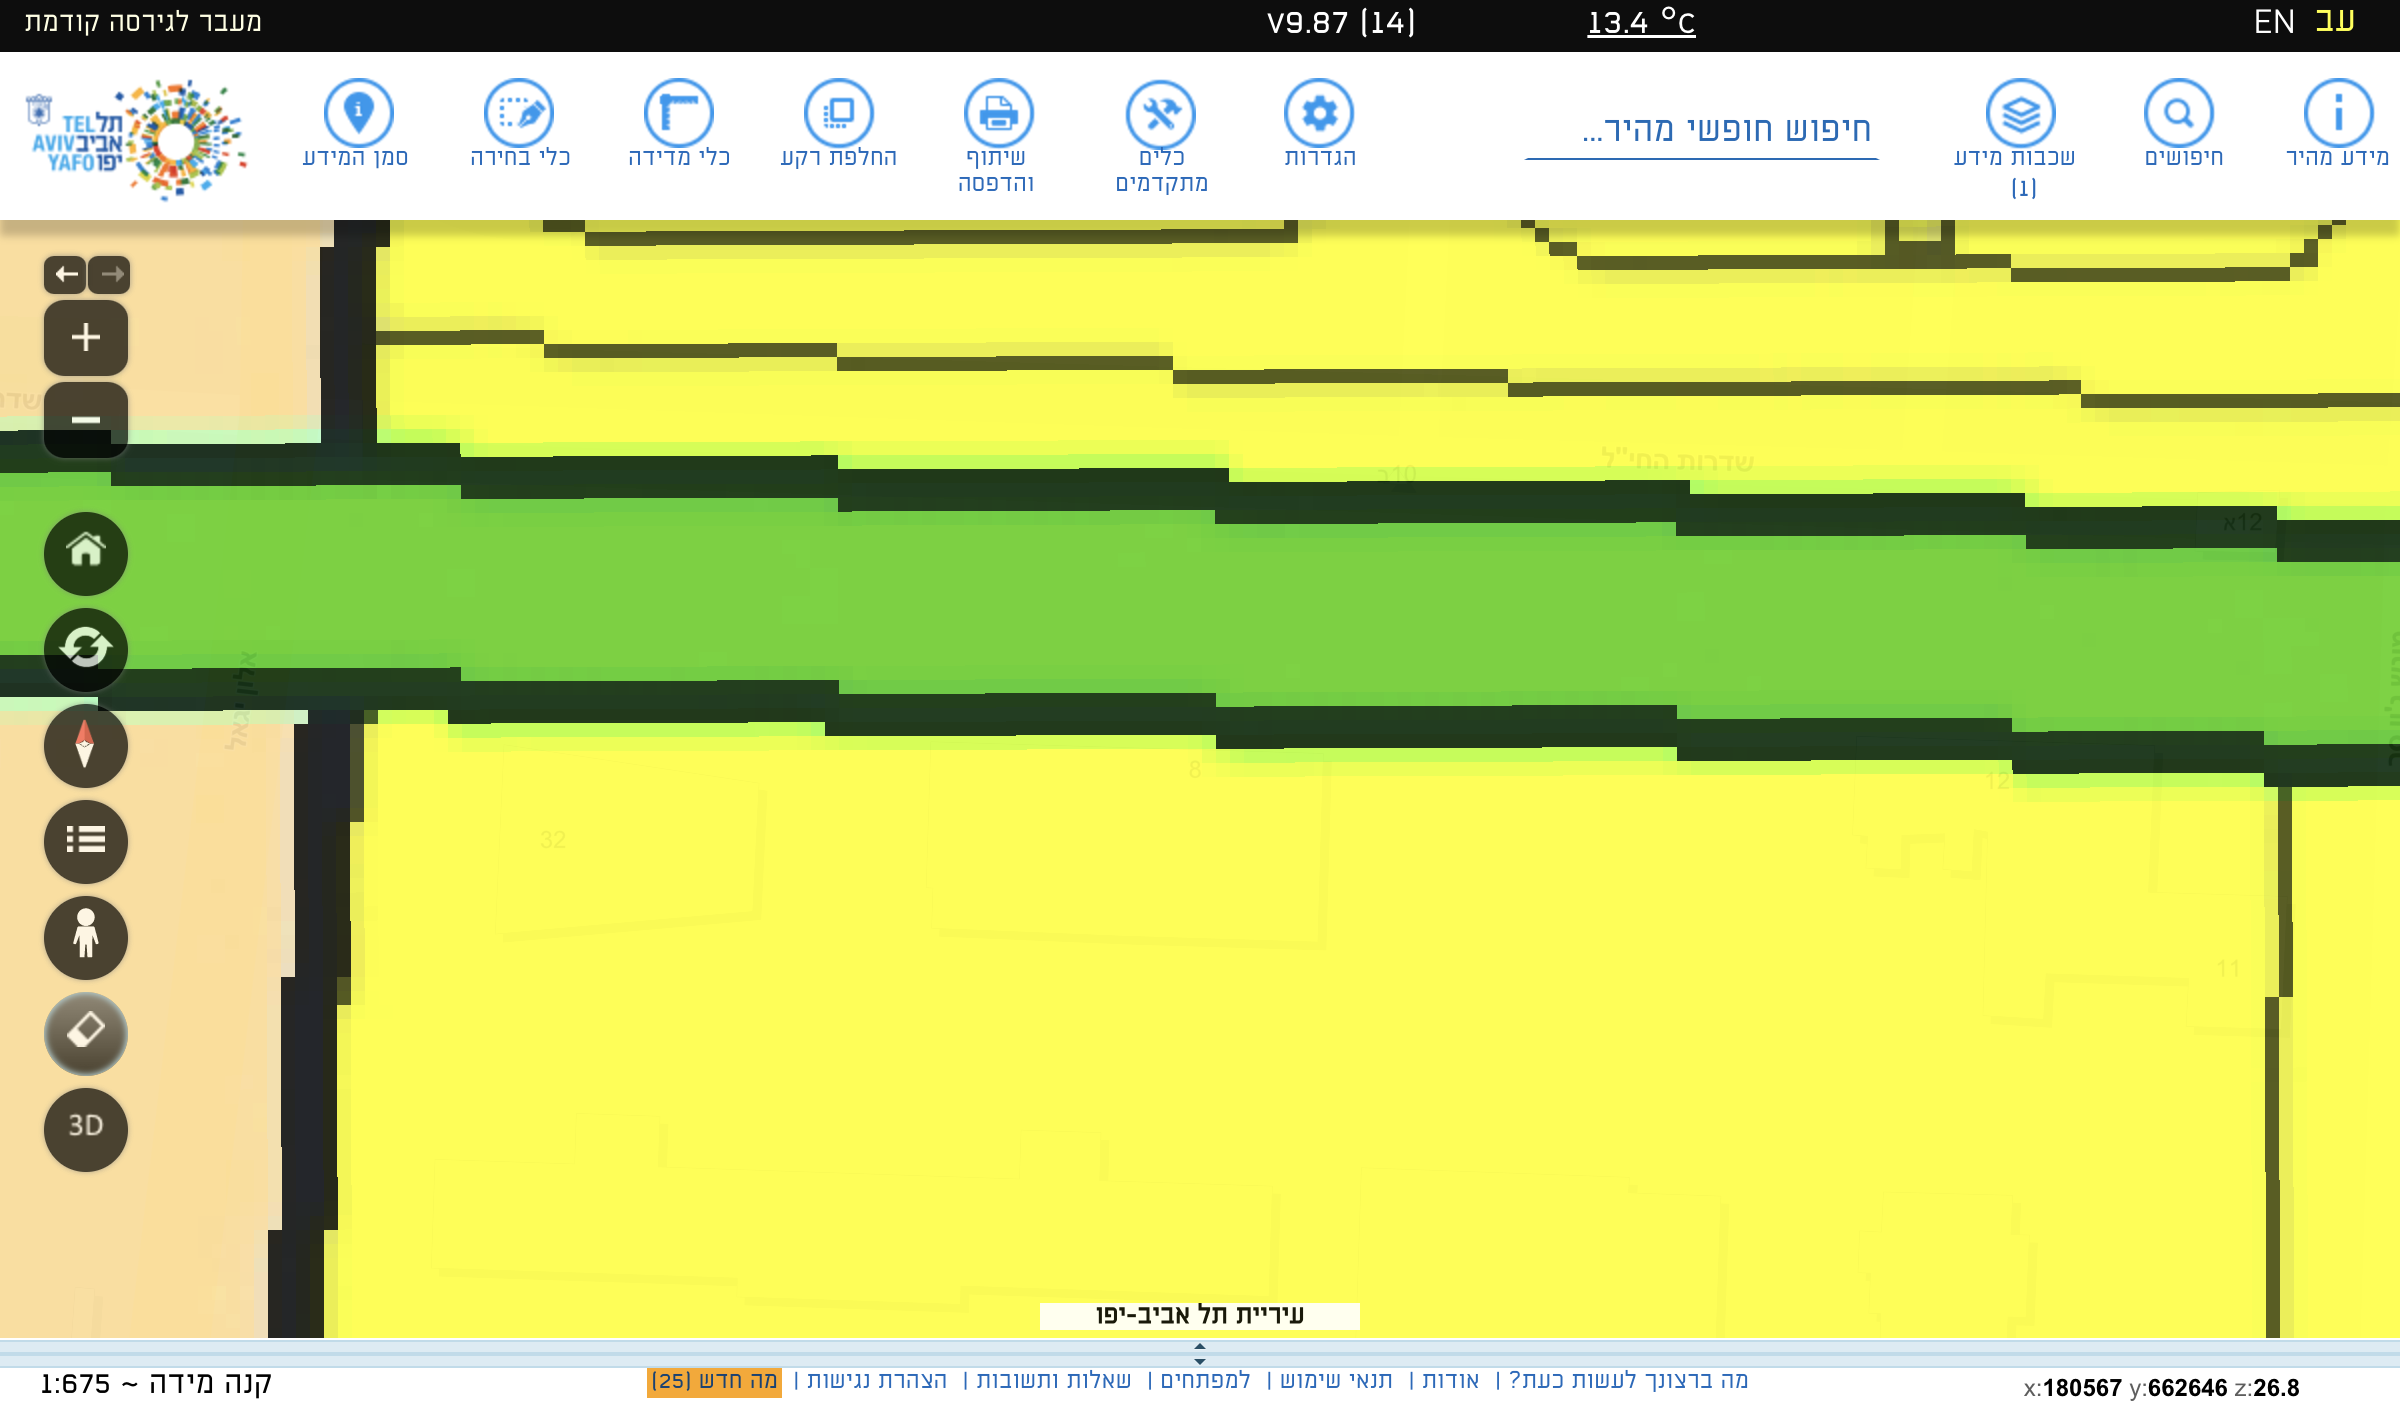 עב EN
13.4 °C
V9.87 (14)
מעבר לגירסה קודמת
מידע מהיר
חיפושים
שכבות מידע
(1)
חיפוש חופשי מהיר...
הגדרות
כלים
מתקדמים
שיתוף
והדפסה
החלפת רקע
כלי מדידה
כלי בחירה
סמן המידע
תל
אביב
יפו
TEL
AVIV
YAFO
שדרות החי"ל
10ב
12א
אלון יגאל
8
12
32
11
3D
עיריית תל אביב-יפו
מה ברצונך לעשות כעת? | אודות | תנאי שימוש | למפתחים | שאלות ותשובות | הצהרת נגישות | מה חדש (25)
קנה מידה ~ 1:675
x:180567 y:662646 z:26.8